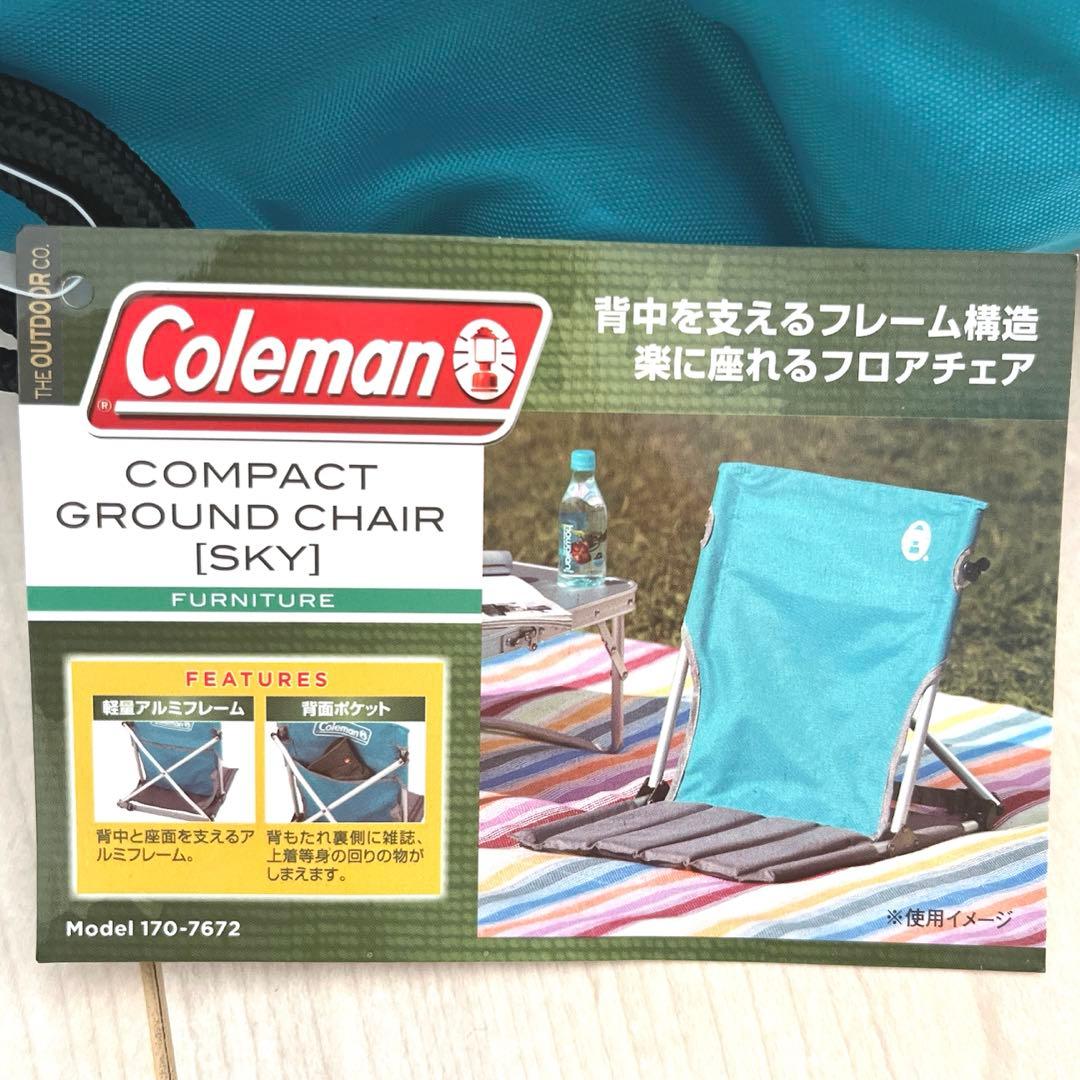 THE OUTDOOR CO.
Coleman
®
背中を支えるフレーム構造
楽に座れるフロアチェア
COMPACT
GROUND CHAIR
[SKY]
FURNITURE
FEATURES
軽量アルミフレーム
背面ポケット
Coleman
Coleman
背中と座面を支えるア
ルミフレーム。
背もたれ裏側に雑誌、
上着等身の回りの物が
しまえます。
Model 170-7672
hawaiian
※使用イメージ